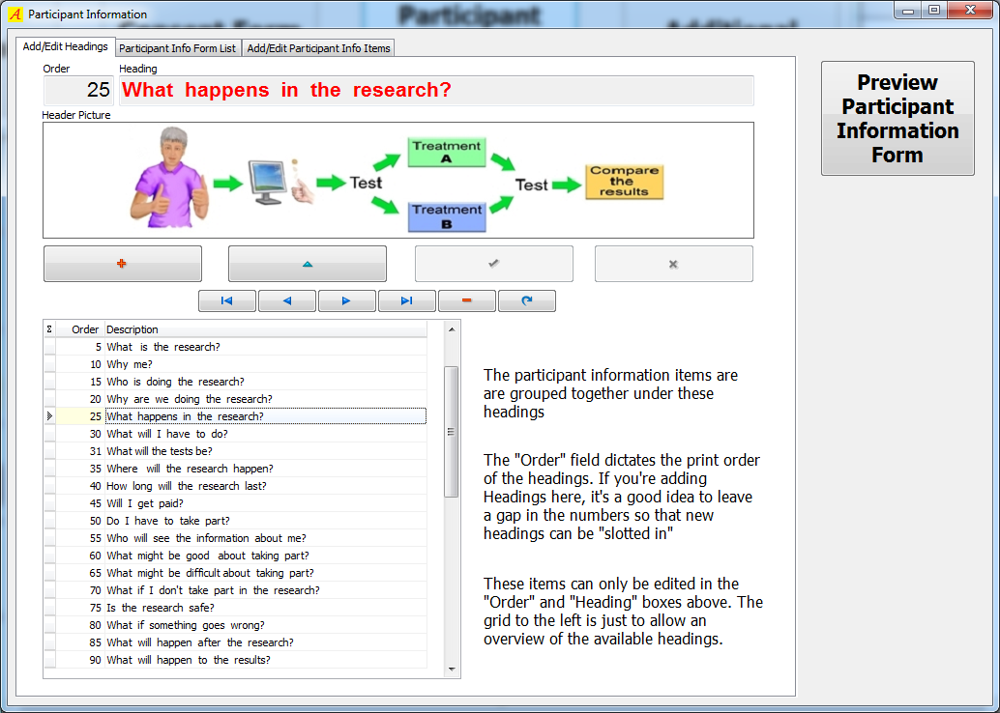 A Participant Information
Consent Form
Participant
Additional
Add/Edit Headings Participant Info Form List Add/Edit Participant Info Items
Order Heading
25 What happens in the research?
Header Picture
Treatment
A
Test
Treatment
B
Test
Compare
the
results
Preview
Participant
Information
Form
Σ Order Description
5 What is the research?
10 Why me?
15 Who is doing the research?
20 Why are we doing the research?
25 What happens in the research?
30 What will I have to do?
31 What will the tests be?
35 Where will the research happen?
40 How long will the research last?
45 Will I get paid?
50 Do I have to take part?
55 Who will see the information about me?
60 What might be good about taking part?
65 What might be difficult about taking part?
70 What if I don't take part in the research?
75 Is the research safe?
80 What if something goes wrong?
85 What will happen after the research?
90 What will happen to the results?
The participant information items are
are grouped together under these
headings
The "Order" field dictates the print order
of the headings. If you're adding
Headings here, it's a good idea to leave
a gap in the numbers so that new
headings can be "slotted in"
These items can only be edited in the
"Order" and "Heading" boxes above. The
grid to the left is just to allow an
overview of the available headings.